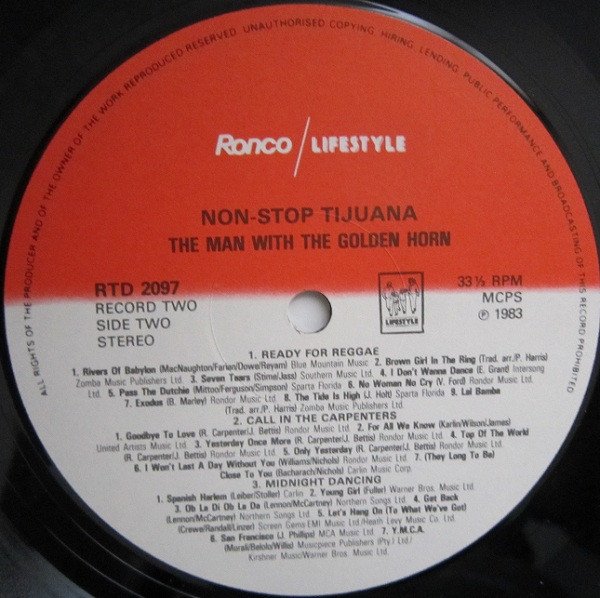 ALL RIGHTS OF THE PRODUCER AND OF THE OWNER OF THE WORK REPRODUCED RESERVED UNAUTHORISED COPYING, HIRING, LENDING, PUBLIC PERFORMANCE AND BROADCASTING OF THIS RECORD PROHIBITED
Ronco / LIFESTYLE
NON-STOP TIJUANA
THE MAN WITH THE GOLDEN HORN
RTD 2097
RECORD TWO
SIDE TWO
STEREO
LIFESTYLE
33⅓ RPM
MCPS
℗ 1983
1. READY FOR REGGAE
1. Rivers Of Babylon (MacNaughton/Farian/Dowe/Reyam) Blue Mountain Music 2. Brown Girl In The Ring (Trad. arr./P. Harris)
Zomba Music Publishers Ltd. 3. Seven Tears (Stirne/Jass) Southern Music Ltd. 4. I Don't Wanna Dance (E. Grant) Intersong
Music Ltd. 5. Pass The Dutchie (Mittoo/Ferguson/Simpson) Sparta Florida 6. No Woman No Cry (V. Ford) Rondor Music Ltd.
7. Exodus (B. Marley) Rondor Music Ltd. 8. The Tide Is High (J. Holt) Sparta Florida 9. La Bamba
(Trad. arr./P. Harris) Zomba Music Publishers Ltd.
2. CALL IN THE CARPENTERS
1. Goodbye To Love (R. Carpenter/J. Bettis) Rondor Music Ltd. 2. For All We Know (Karlin/Wilson/James)
United Artists Music Ltd. 3. Yesterday Once More (R. Carpenter/J. Bettis) Rondor Music Ltd. 4. Top Of The World
(R. Carpenter/J. Bettis) Rondor Music Ltd. 5. Only Yesterday (R. Carpenter/J. Bettis) Rondor Music Ltd.
6. I Won't Last A Day Without You (Williams/Nichols) Rondor Music Ltd. 7. (They Long To Be)
Close To You (Bacharach/Nichols) Carlin Music Corp.
3. MIDNIGHT DANCING
1. Spanish Harlem (Leiber/Stoller) Carlin 2. Young Girl (Fuller) Warner Bros. Music Ltd.
3. Ob La Di Ob La Da (Lennon/McCartney) Northern Songs Ltd. 4. Get Back
(Lennon/McCartney) Northern Songs Ltd. 5. Let's Hang On (To What We've Got)
(Crewe/Randall/Linzer) Screen Gems EMI Music Ltd./Heath Levy Music Co. Ltd.
6. San Francisco (J. Phillips) MCA Music Ltd. 7. Y.M.C.A.
(Morali/Belolo/Willis) Musicpiece Publishers (Pty.) Ltd./
Kirshner Music/Warner Bros. Music Ltd.